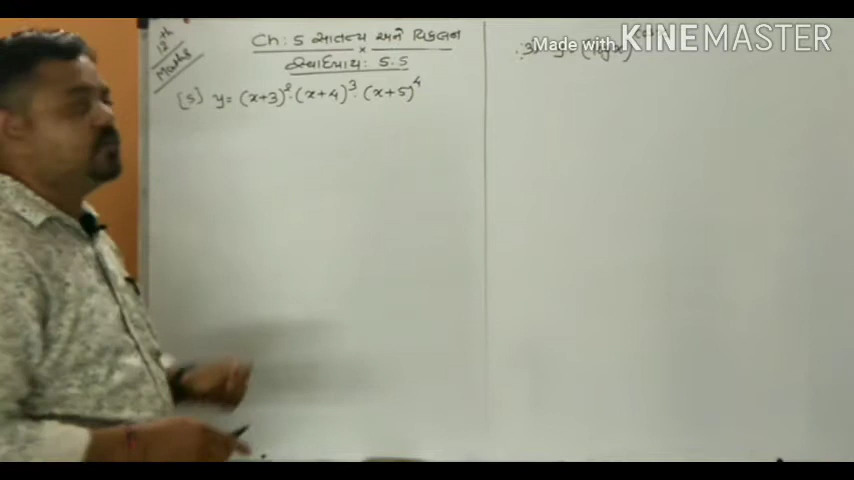 12th
Maths
Ch: 5 સાતત્ય અને વિકલન
સ્વાધ્યાય: 5.5
[5] y = (x+3)^2 · (x+4)^3 · (x+5)^4
Made with KINEMASTER